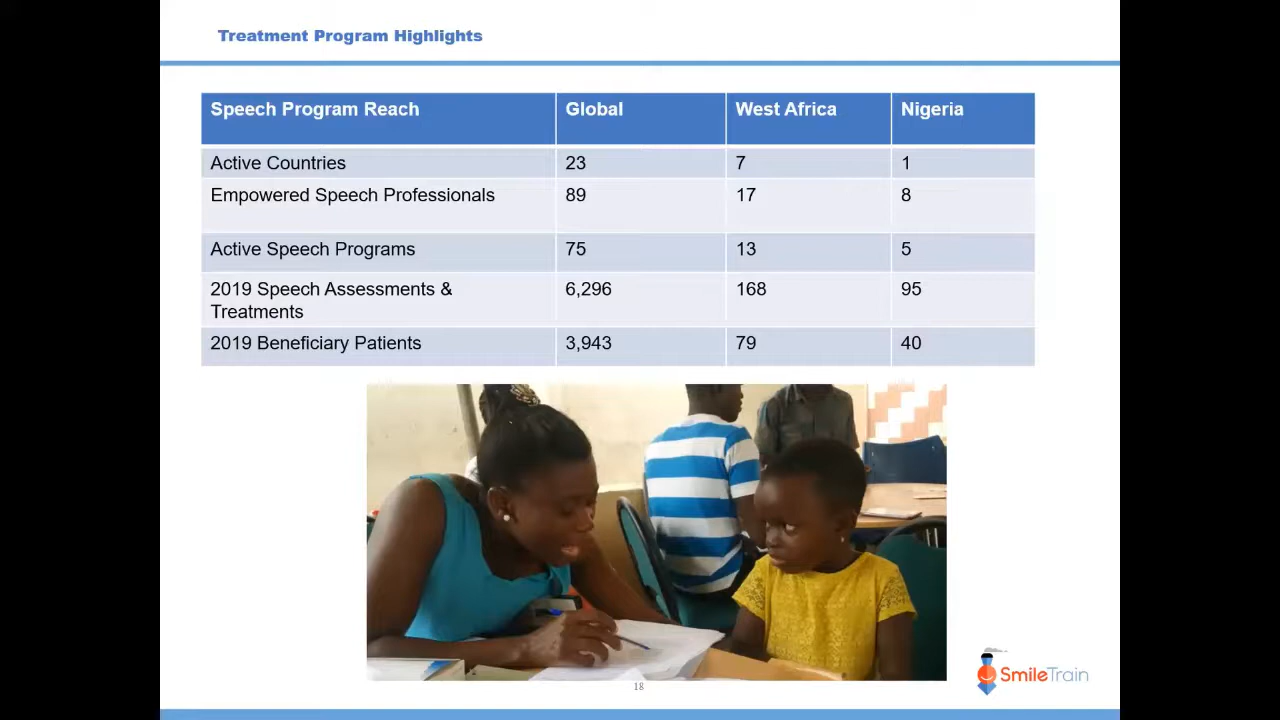 Treatment Program Highlights
Speech Program Reach Global West Africa Nigeria
Active Countries 23 7 1
Empowered Speech Professionals 89 17 8
Active Speech Programs 75 13 5
2019 Speech Assessments & 6,296 168 95
Treatments
2019 Beneficiary Patients 3,943 79 40
18
SmileTrain